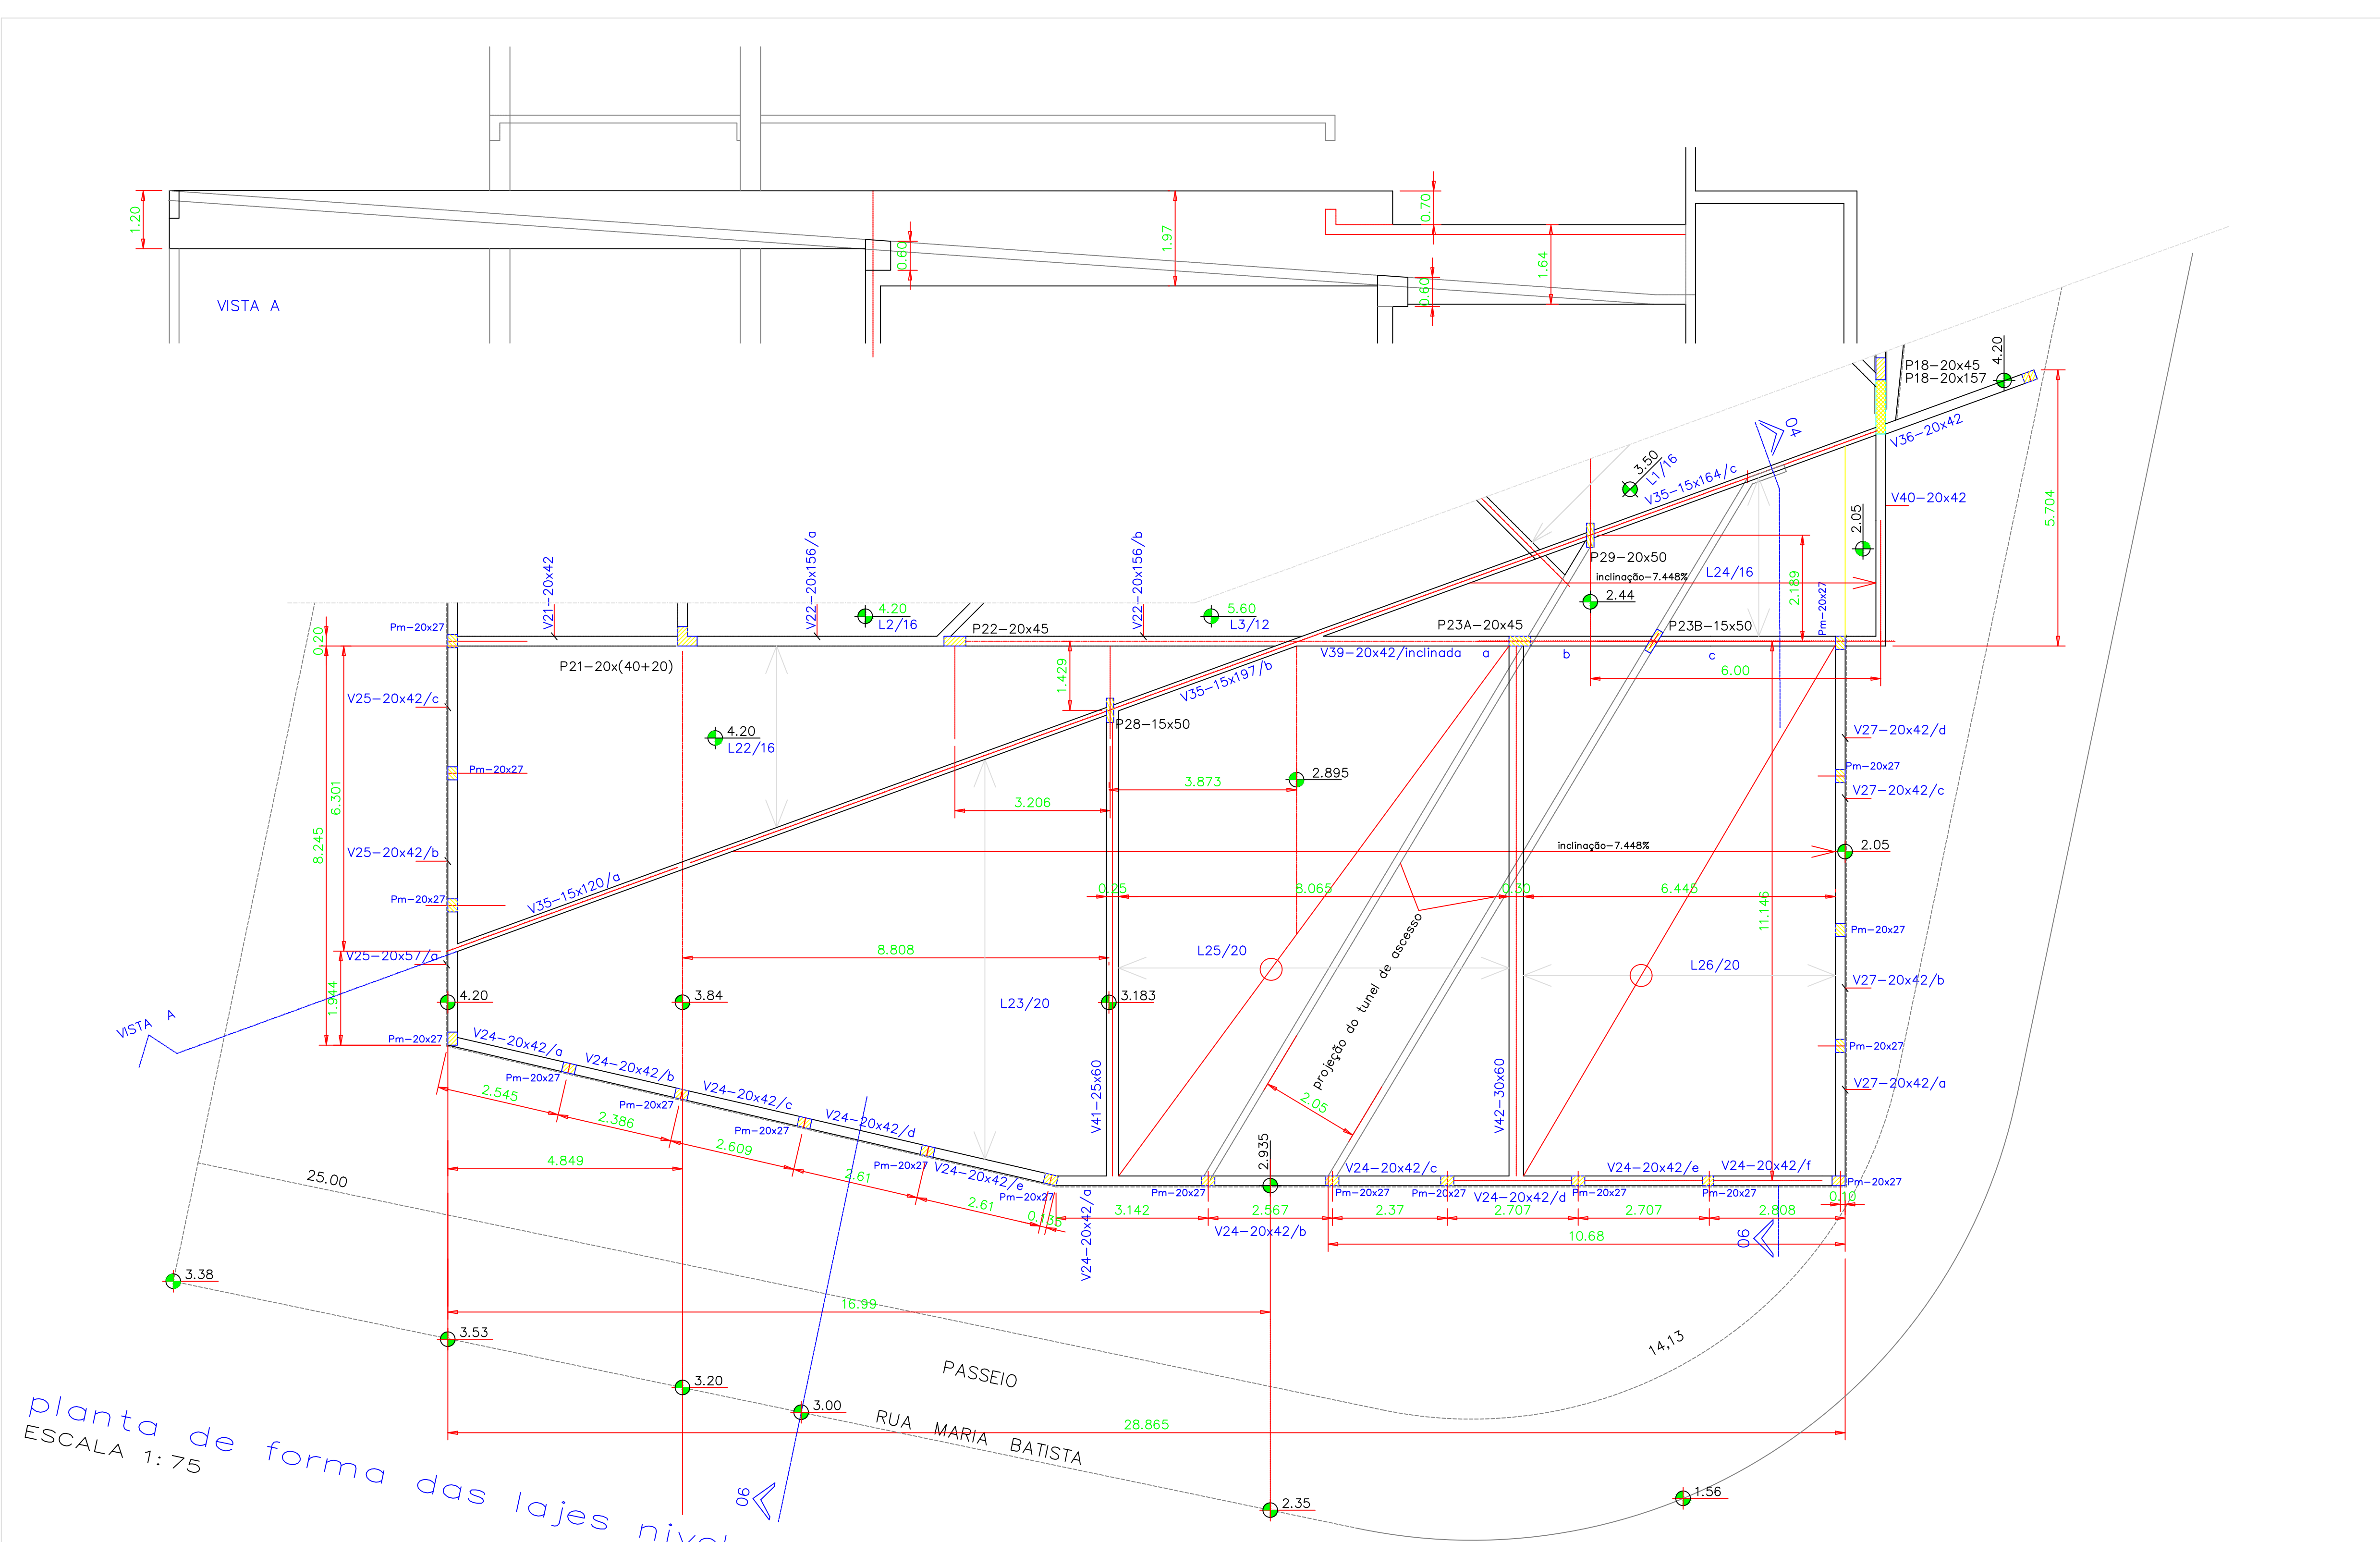 1.20
0.60
1.97
0.70
1.64
0.60
VISTA A
4.20
P18-20x45
P18-20x157
V36-20x42
3.50
L1/16
V35-15x164/c
V40-20x42
5.704
2.05
P29-20x50
inclinação-7.448%
L24/16
2.189
2.44
Pm-20x27
V21-20x42
V22-20x156/a
V22-20x156/b
4.20
L2/16
5.60
L3/12
0.20
Pm-20x27
P22-20x45
P23A-20x45
P23B-15x50
P21-20x(40+20)
1.429
V35-15x197/b
V39-20x42/inclinada
a
b
c
6.00
V25-20x42/c
P28-15x50
4.20
L22/16
V27-20x42/d
Pm-20x27
Pm-20x27
2.895
3.873
3.206
V27-20x42/c
6.301
8.245
V25-20x42/b
inclinação-7.448%
2.05
V35-15x120/a
Pm-20x27
0.25
8.065
0.30
6.445
11.146
Pm-20x27
V25-20x57/a
8.808
L25/20
L26/20
projeção do tunel de ascesso
V27-20x42/b
1.944
4.20
3.84
L23/20
3.183
VISTA A
Pm-20x27
V24-20x42/a
V24-20x42/b
V24-20x42/c
V24-20x42/d
V24-20x42/e
Pm-20x27
Pm-20x27
Pm-20x27
Pm-20x27
Pm-20x27
V41-25x60
V42-30x60
2.05
Pm-20x27
V27-20x42/a
2.545
2.386
2.609
2.61
2.61
0.135
4.849
2.935
V24-20x42/c
V24-20x42/e
V24-20x42/f
Pm-20x27
Pm-20x27
Pm-20x27
V24-20x42/d
Pm-20x27
Pm-20x27
Pm-20x27
0.10
V24-20x42/a
3.142
2.567
2.37
2.707
2.707
2.808
V24-20x42/b
10.68
04
06
25.00
3.38
16.99
3.53
14,13
3.20
PASSEIO
3.00
RUA MARIA BATISTA
28.865
06
2.35
1.56
planta de forma das lajes nivel
ESCALA 1:75